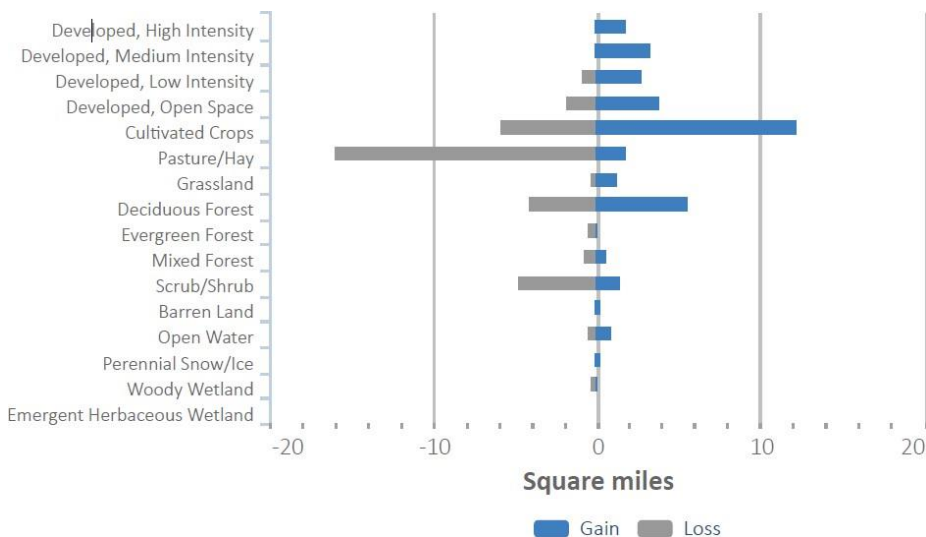 Developed, High Intensity
Developed, Medium Intensity
Developed, Low Intensity
Developed, Open Space
Cultivated Crops
Pasture/Hay
Grassland
Deciduous Forest
Evergreen Forest
Mixed Forest
Scrub/Shrub
Barren Land
Open Water
Perennial Snow/Ice
Woody Wetland
Emergent Herbaceous Wetland
-20 -10 0 10 20
Square miles
Gain Loss